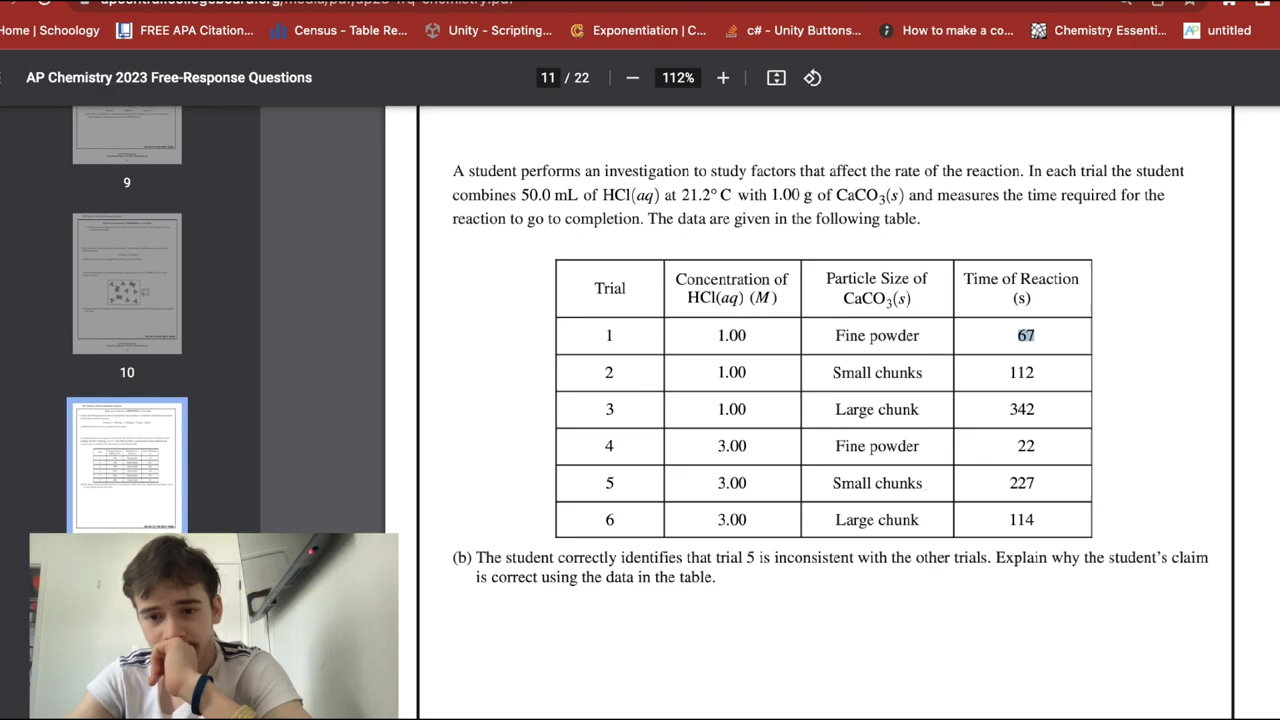 Home | Schoology FREE APA Citation... Census - Table Re... Unity - Scripting... Exponentiation | C... c# - Unity Buttons... How to make a co... Chemistry Essenti... AP untitled
AP Chemistry 2023 Free-Response Questions 11 / 22 112%
9
10
A student performs an investigation to study factors that affect the rate of the reaction. In each trial the student
combines 50.0 mL of HCl(aq) at 21.2° C with 1.00 g of CaCO₃(s) and measures the time required for the
reaction to go to completion. The data are given in the following table.
Trial Concentration of HCl(aq) (M) Particle Size of CaCO₃(s) Time of Reaction (s)
1 1.00 Fine powder 67
2 1.00 Small chunks 112
3 1.00 Large chunk 342
4 3.00 Fine powder 22
5 3.00 Small chunks 227
6 3.00 Large chunk 114
(b) The student correctly identifies that trial 5 is inconsistent with the other trials. Explain why the student's claim
is correct using the data in the table.